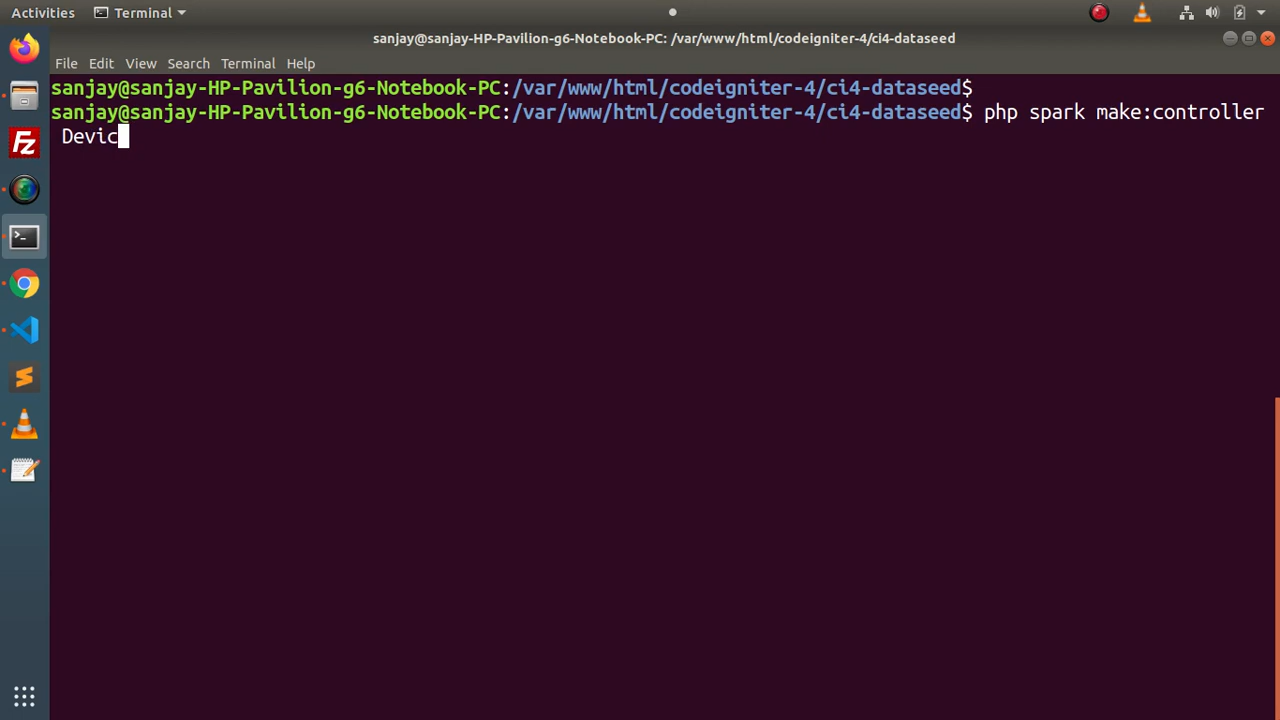 Activities Terminal
sanjay@sanjay-HP-Pavilion-g6-Notebook-PC: /var/www/html/codeigniter-4/ci4-dataseed
File Edit View Search Terminal Help
sanjay@sanjay-HP-Pavilion-g6-Notebook-PC:/var/www/html/codeigniter-4/ci4-dataseed$
sanjay@sanjay-HP-Pavilion-g6-Notebook-PC:/var/www/html/codeigniter-4/ci4-dataseed$ php spark make:controller
Devic